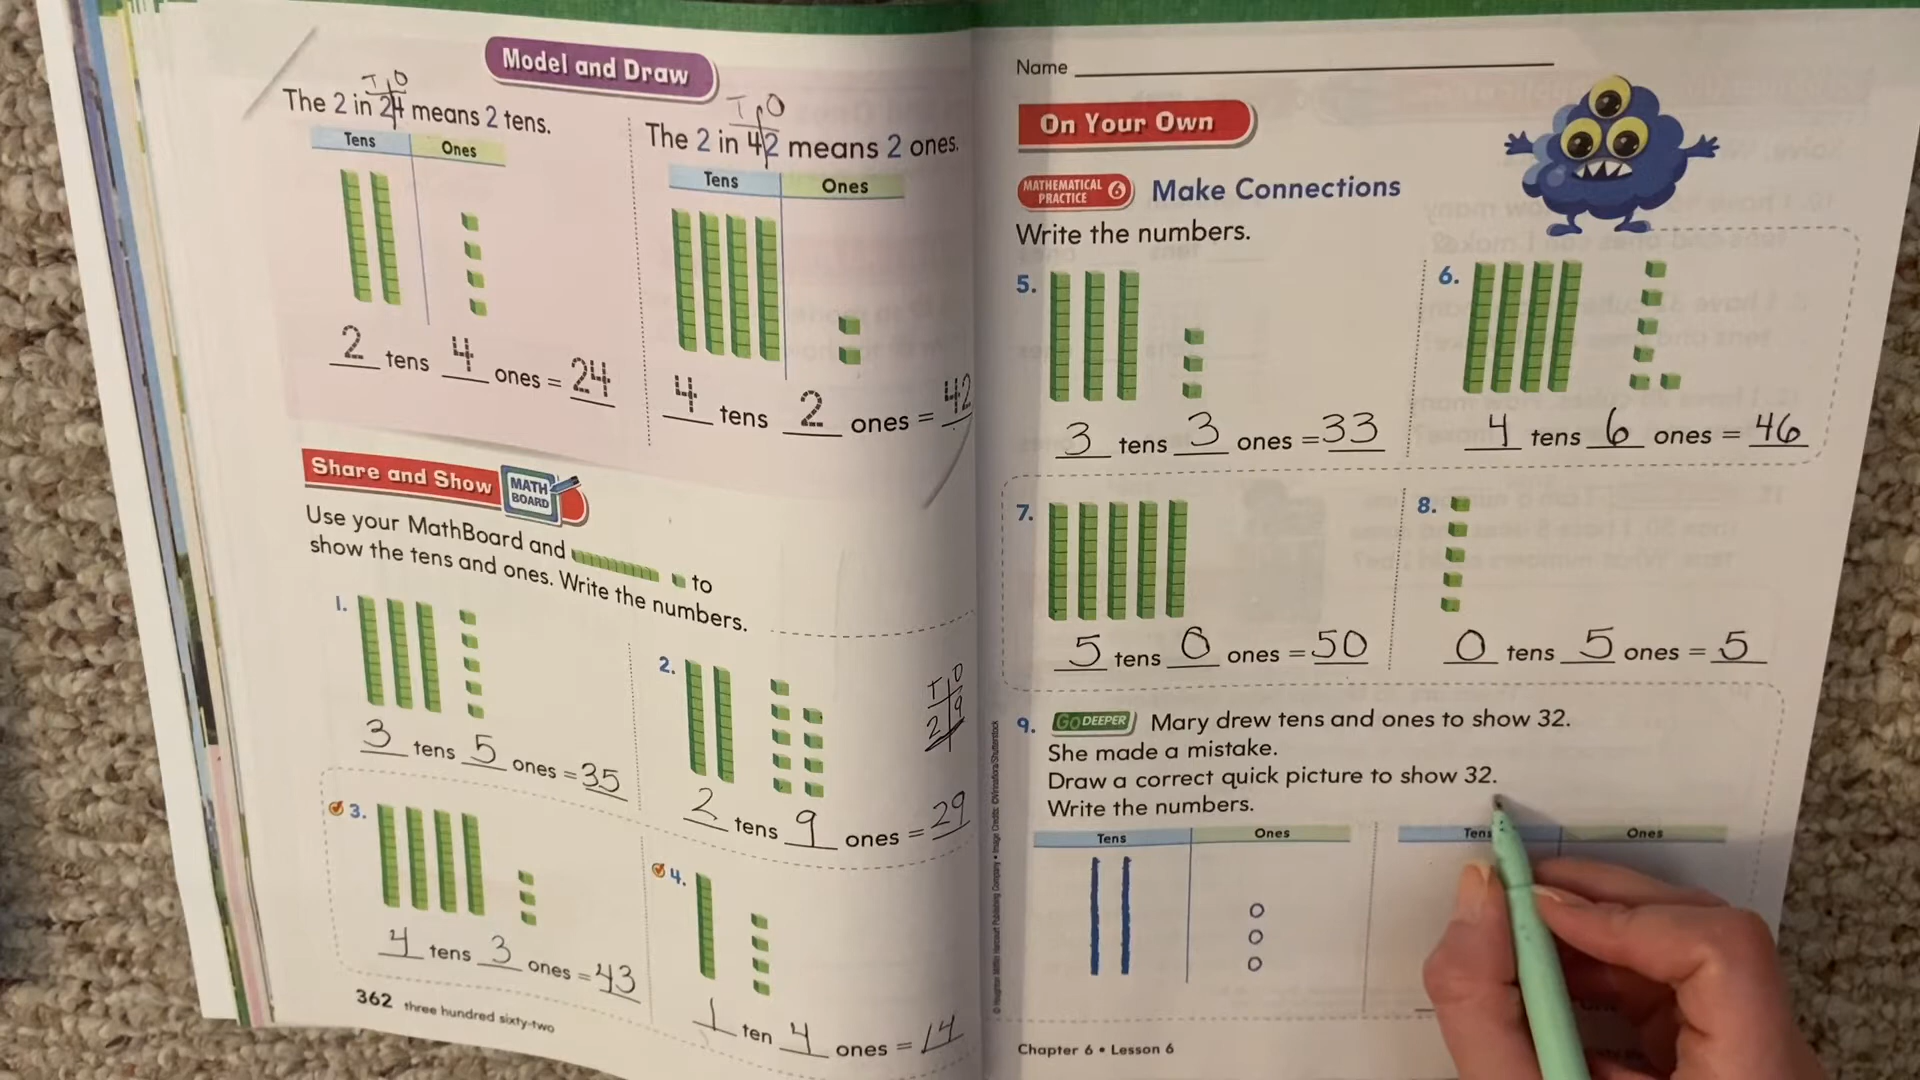 Model and Draw
T O
The 2 in 24 means 2 tens.
Tens Ones
2 tens 4 ones = 24
T O
The 2 in 42 means 2 ones.
Tens Ones
4 tens 2 ones = 42
Share and Show MATH BOARD
Use your MathBoard and to
show the tens and ones. Write the numbers.
1.
3 tens 5 ones = 35
2.
T O
2 9
2 tens 9 ones = 29
3.
4 tens 3 ones = 43
4.
1 ten 4 ones = 14
362 three hundred sixty-two
Name
On Your Own
MATHEMATICAL PRACTICE 6 Make Connections
Write the numbers.
5.
3 tens 3 ones = 33
6.
4 tens 6 ones = 46
7.
5 tens 0 ones = 50
8.
0 tens 5 ones = 5
9. GO DEEPER Mary drew tens and ones to show 32.
She made a mistake.
Draw a correct quick picture to show 32.
Write the numbers.
Tens Ones
Tens Ones
Chapter 6 • Lesson 6